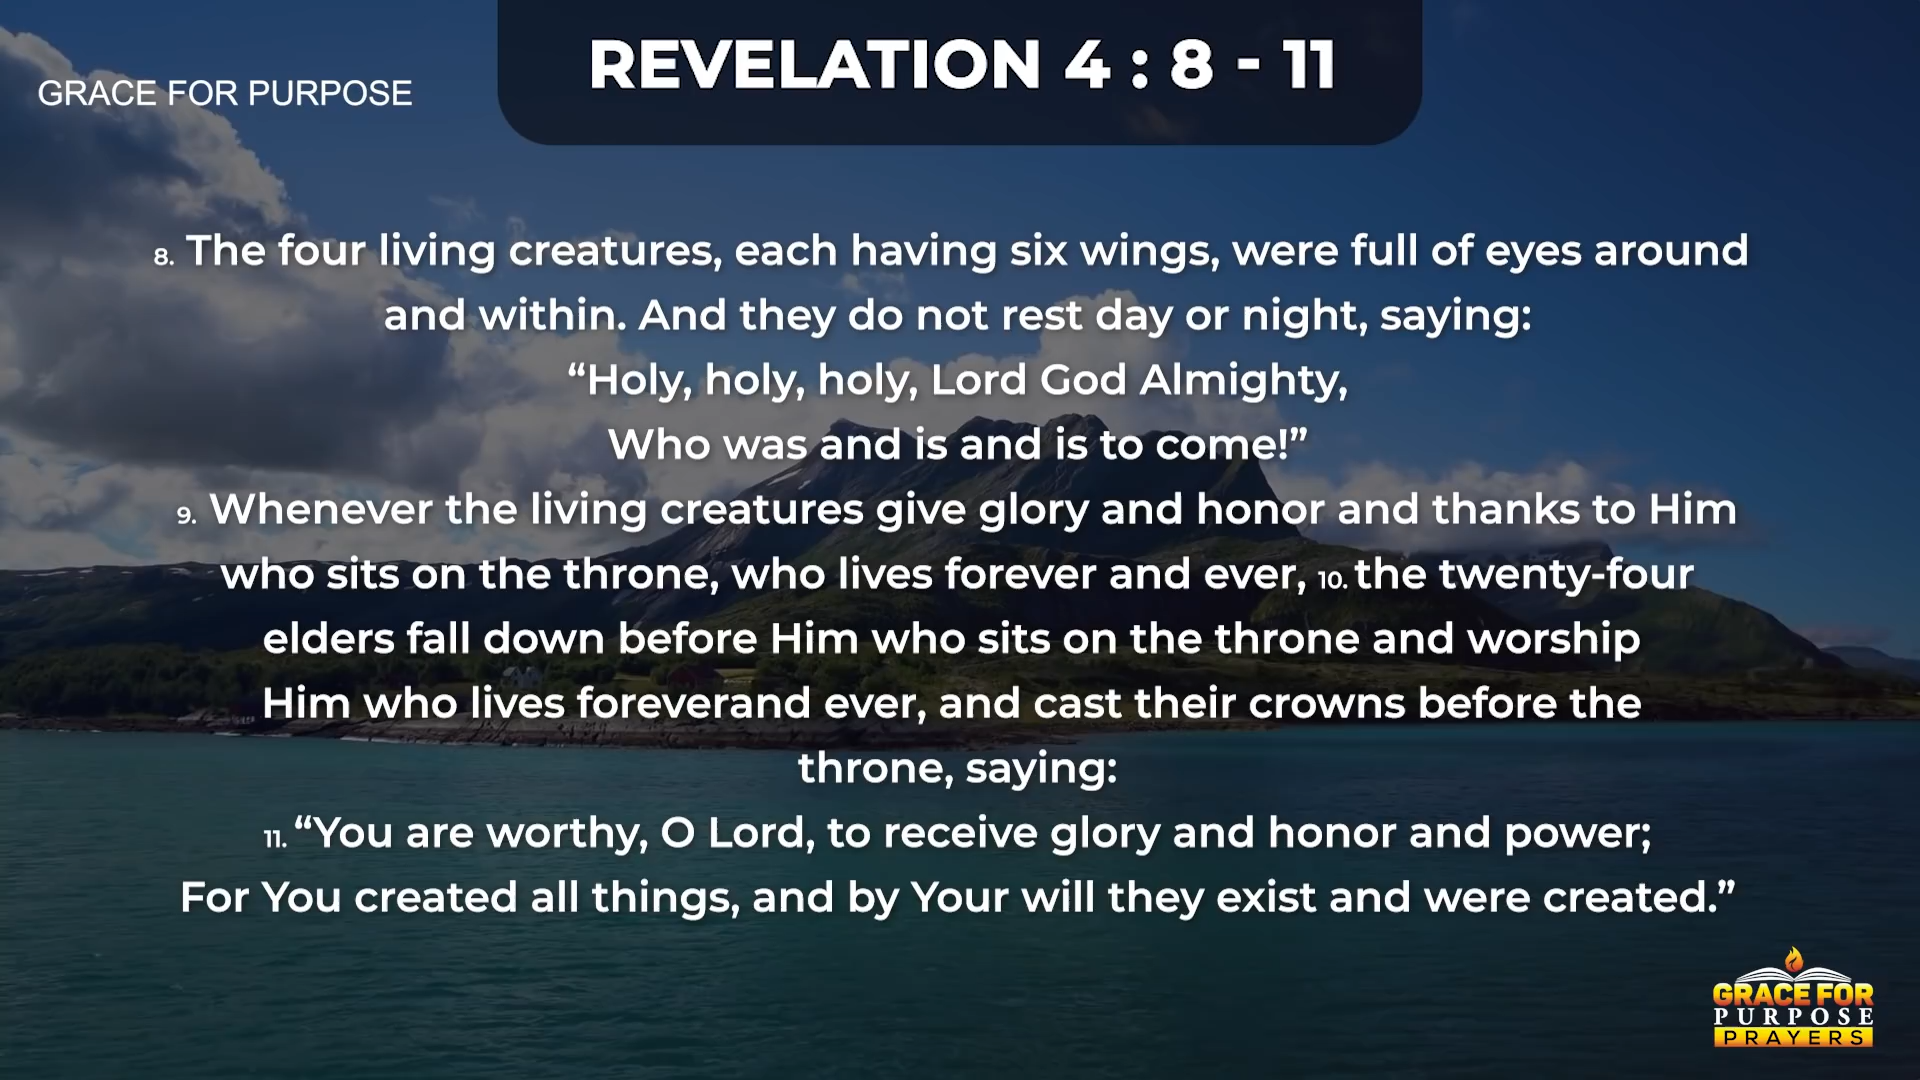 REVELATION 4 : 8 - 11
GRACE FOR PURPOSE
8. The four living creatures, each having six wings, were full of eyes around
and within. And they do not rest day or night, saying:
“Holy, holy, holy, Lord God Almighty,
Who was and is and is to come!”
9. Whenever the living creatures give glory and honor and thanks to Him
who sits on the throne, who lives forever and ever, 10. the twenty-four
elders fall down before Him who sits on the throne and worship
Him who lives foreverand ever, and cast their crowns before the
throne, saying:
11. “You are worthy, O Lord, to receive glory and honor and power;
For You created all things, and by Your will they exist and were created.”
GRACE FOR
PURPOSE
PRAYERS